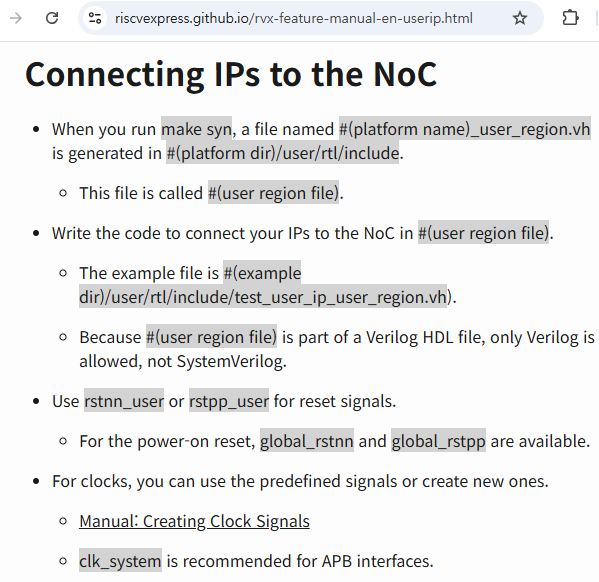 riscvexpress.github.io/rvx-feature-manual-en-userip.html
Connecting IPs to the NoC
When you run make syn, a file named #(platform name)_user_region.vh
is generated in #(platform dir)/user/rtl/include.
This file is called #(user region file).
Write the code to connect your IPs to the NoC in #(user region file).
The example file is #(example
dir)/user/rtl/include/test_user_ip_user_region.vh).
Because #(user region file) is part of a Verilog HDL file, only Verilog is
allowed, not SystemVerilog.
Use rstnn_user or rstpp_user for reset signals.
For the power-on reset, global_rstnn and global_rstpp are available.
For clocks, you can use the predefined signals or create new ones.
Manual: Creating Clock Signals
clk_system is recommended for APB interfaces.